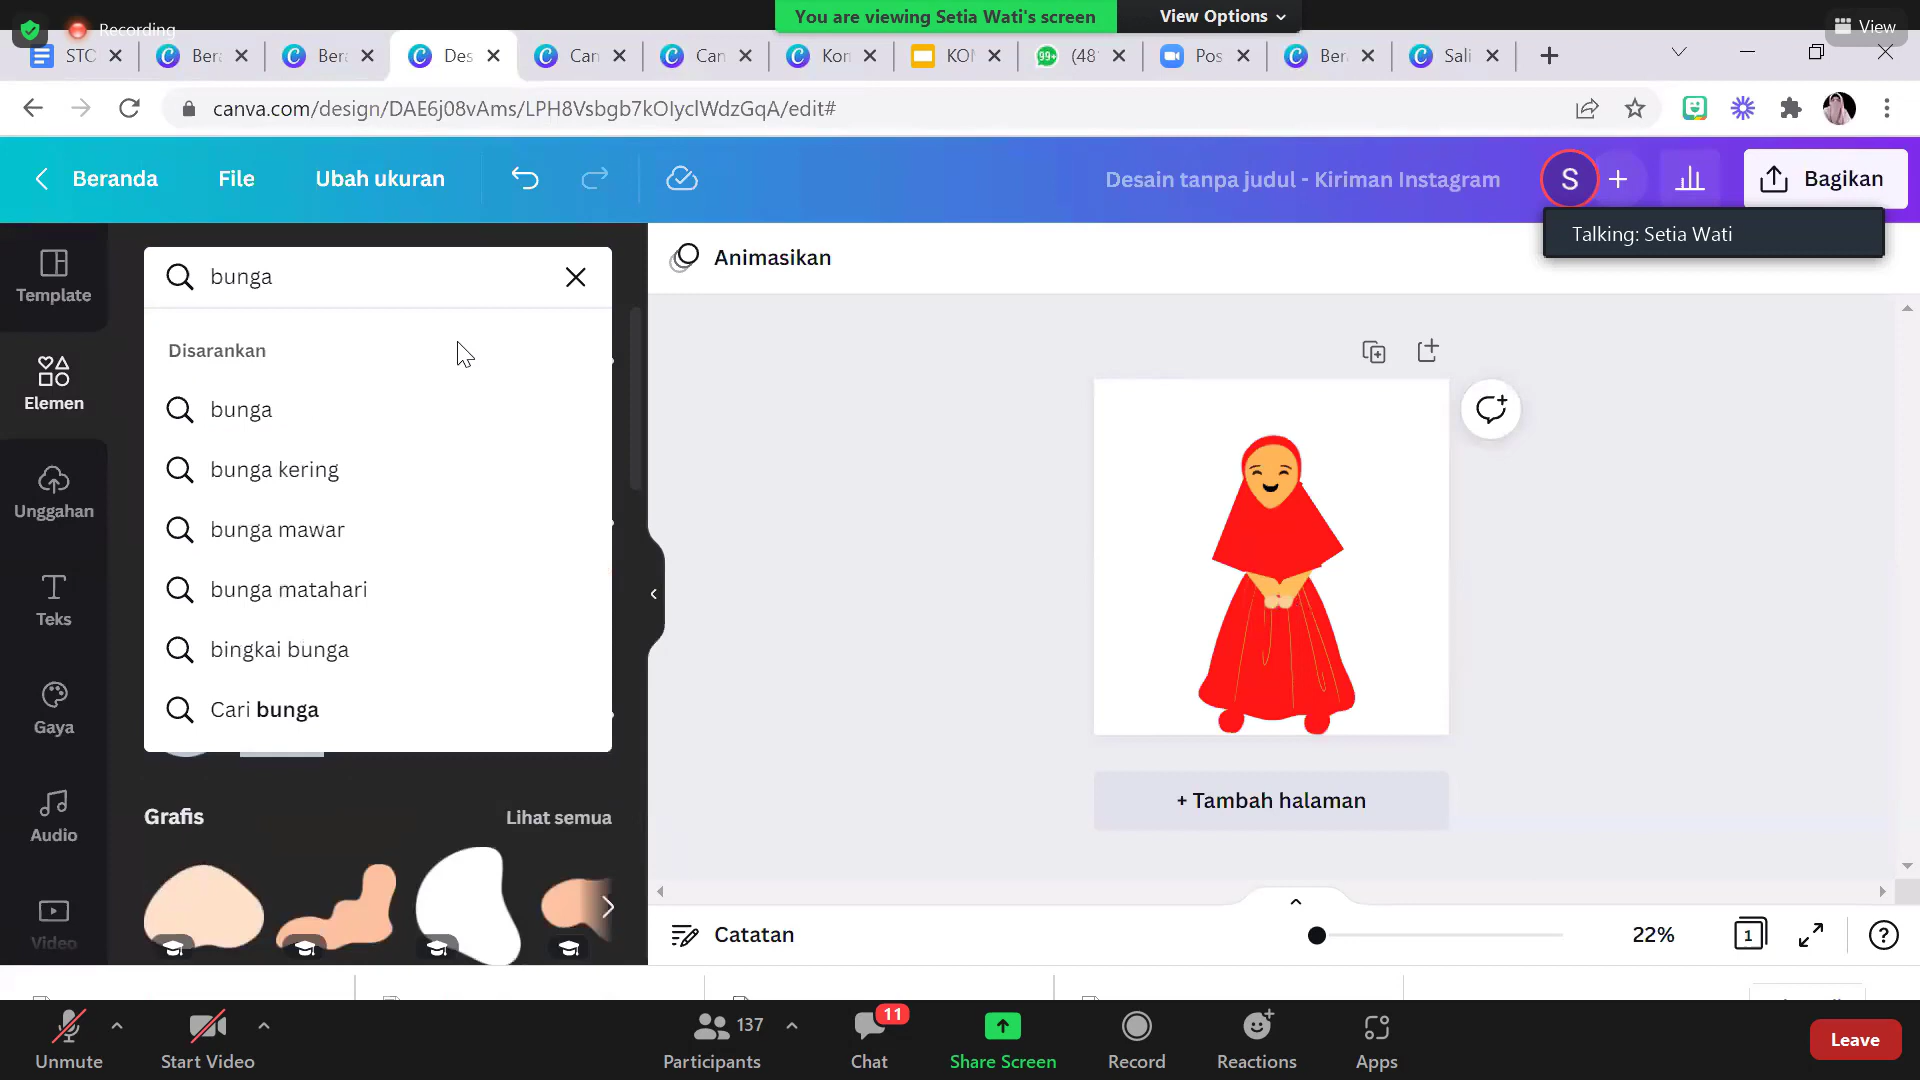 Recording
You are viewing Setia Wati's screen
View Options
View
STO
Ber
Ber
Des
Can
Can
Kon
KOI
99+
(48
Pos
Ber
Sali
canva.com/design/DAE6j08vAms/LPH8Vsbgb7kOIyclWdzGqA/edit#
Beranda
File
Ubah ukuran
Desain tanpa judul - Kiriman Instagram
S
Bagikan
Talking: Setia Wati
Template
Elemen
Unggahan
Teks
Gaya
Audio
Video
bunga
Disarankan
bunga
bunga kering
bunga mawar
bunga matahari
bingkai bunga
Cari bunga
Grafis
Lihat semua
Animasikan
+ Tambah halaman
Catatan
22%
1
Unmute
Start Video
137
Participants
11
Chat
Share Screen
Record
Reactions
Apps
Leave